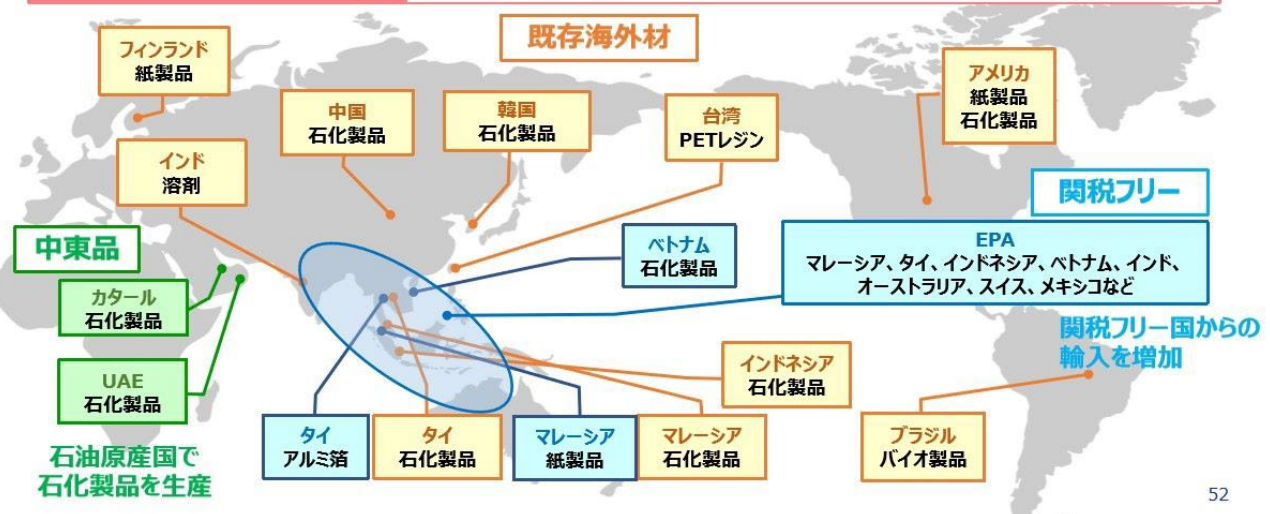 既存海外材
フィンランド
紙製品
中国
石化製品
韓国
石化製品
台湾
PETレジン
アメリカ
紙製品
石化製品
インド
溶剤
関税フリー
中東品
カタール
石化製品
UAE
石化製品
石油原産国で
石化製品を生産
ベトナム
石化製品
EPA
マレーシア、タイ、インドネシア、ベトナム、インド、
オーストラリア、スイス、メキシコなど
関税フリー国からの
輸入を増加
インドネシア
石化製品
タイ
アルミ箔
タイ
石化製品
マレーシア
紙製品
マレーシア
石化製品
ブラジル
バイオ製品
52